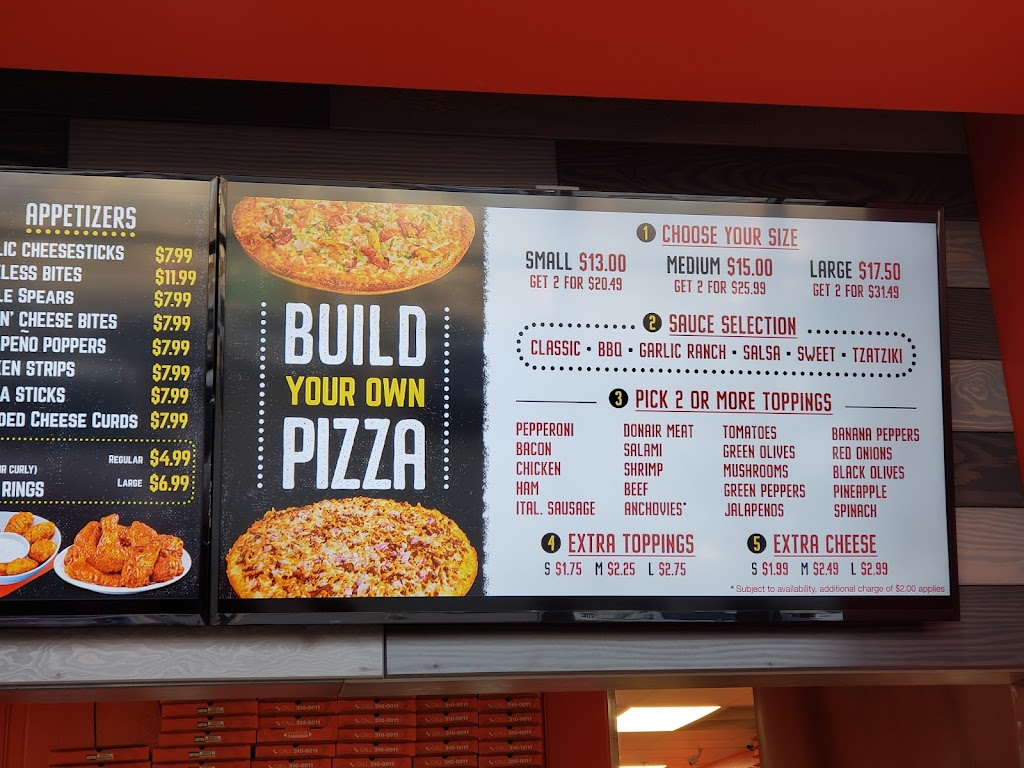 APPETIZERS
LIC CHEESESTICKS $7.99
ELESS BITES $11.99
LE SPEARS $7.99
N' CHEESE BITES $7.99
APEÑO POPPERS $7.99
KEN STRIPS $7.99
A STICKS $7.99
DED CHEESE CURDS $7.99
REGULAR $4.99
UR CURLY)
RINGS LARGE $6.99
BUILD
YOUR OWN
PIZZA
1 CHOOSE YOUR SIZE
SMALL $13.00 MEDIUM $15.00 LARGE $17.50
GET 2 FOR $20.49 GET 2 FOR $25.99 GET 2 FOR $31.49
2 SAUCE SELECTION
CLASSIC • BBQ • GARLIC RANCH • SALSA • SWEET • TZATZIKI
3 PICK 2 OR MORE TOPPINGS
PEPPERONI DONAIR MEAT TOMATOES BANANA PEPPERS
BACON SALAMI GREEN OLIVES RED ONIONS
CHICKEN SHRIMP MUSHROOMS BLACK OLIVES
HAM BEEF GREEN PEPPERS PINEAPPLE
ITAL. SAUSAGE ANCHOVIES* JALAPENOS SPINACH
4 EXTRA TOPPINGS 5 EXTRA CHEESE
S $1.75 M $2.25 L $2.75 S $1.99 M $2.49 L $2.99
* Subject to availability, additional charge of $2.00 applies
CALL 310-0011